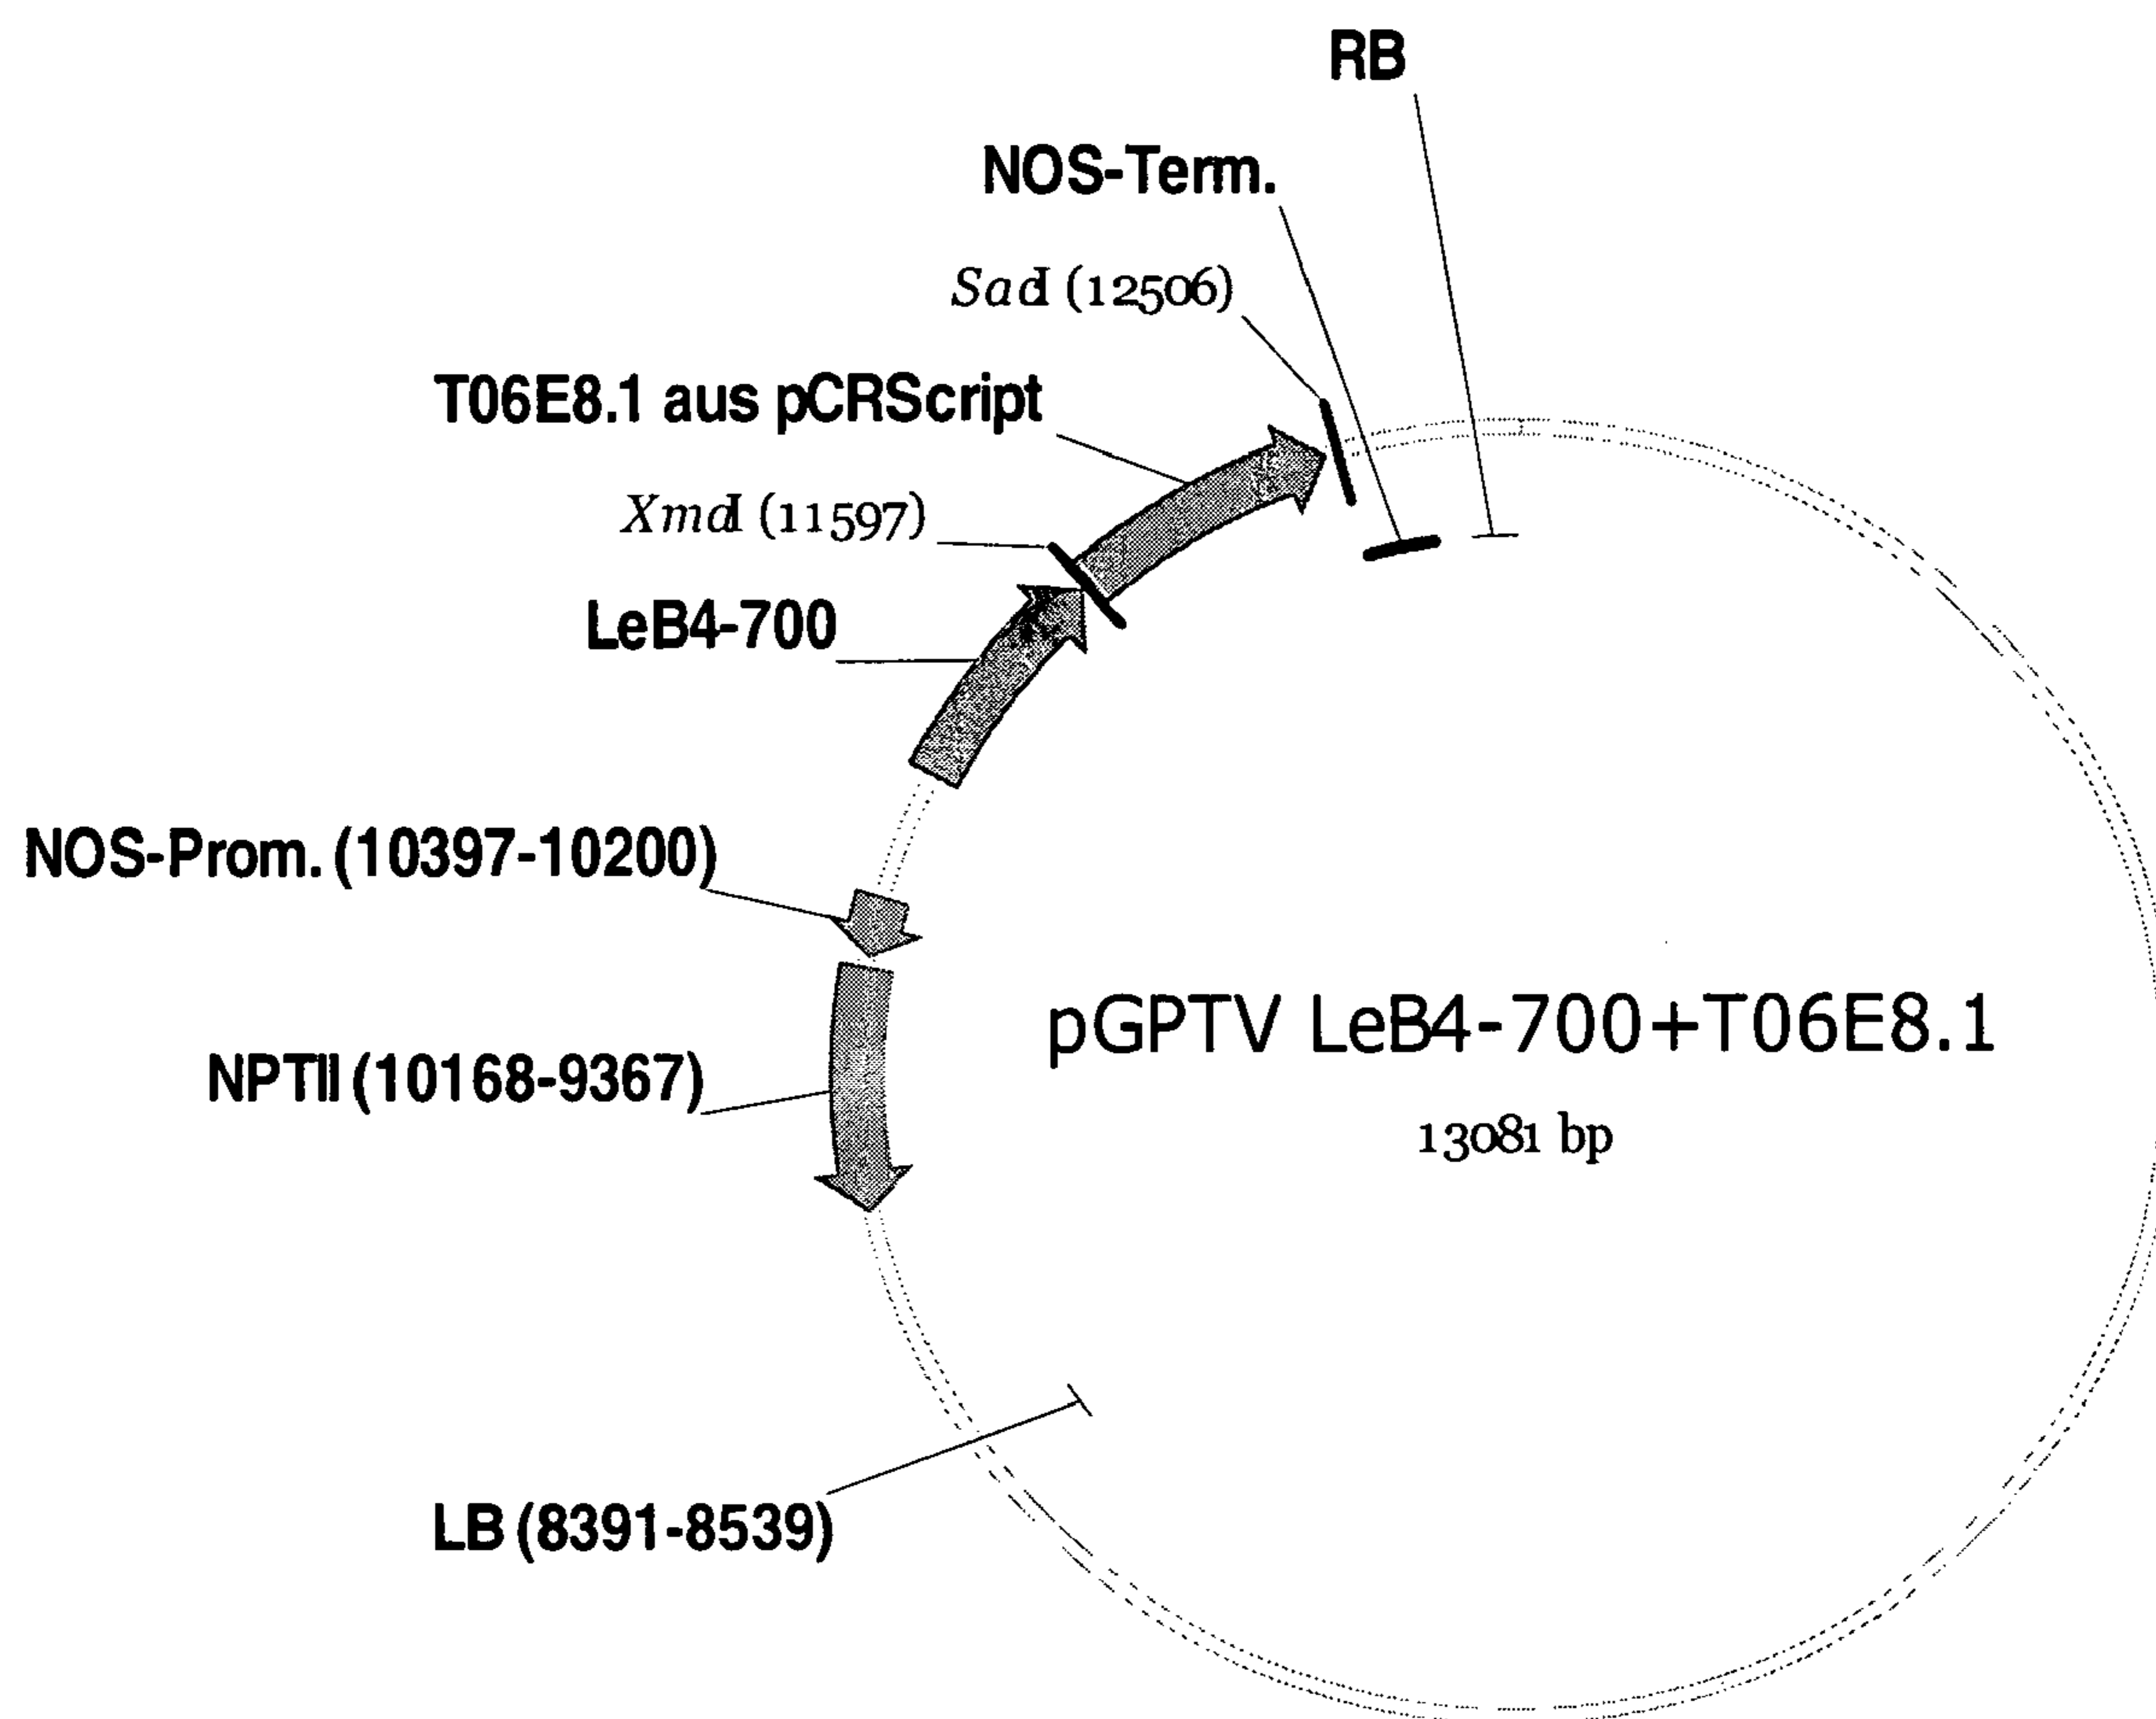 RB
NOS-Term.
SacI (12506)
T06E8.1 aus pCRScript
XmaI (11597)
LeB4-700
NOS-Prom. (10397-10200)
pGPTV LeB4-700+T06E8.1
NPTII (10168-9367)
13081 bp
LB (8391-8539)